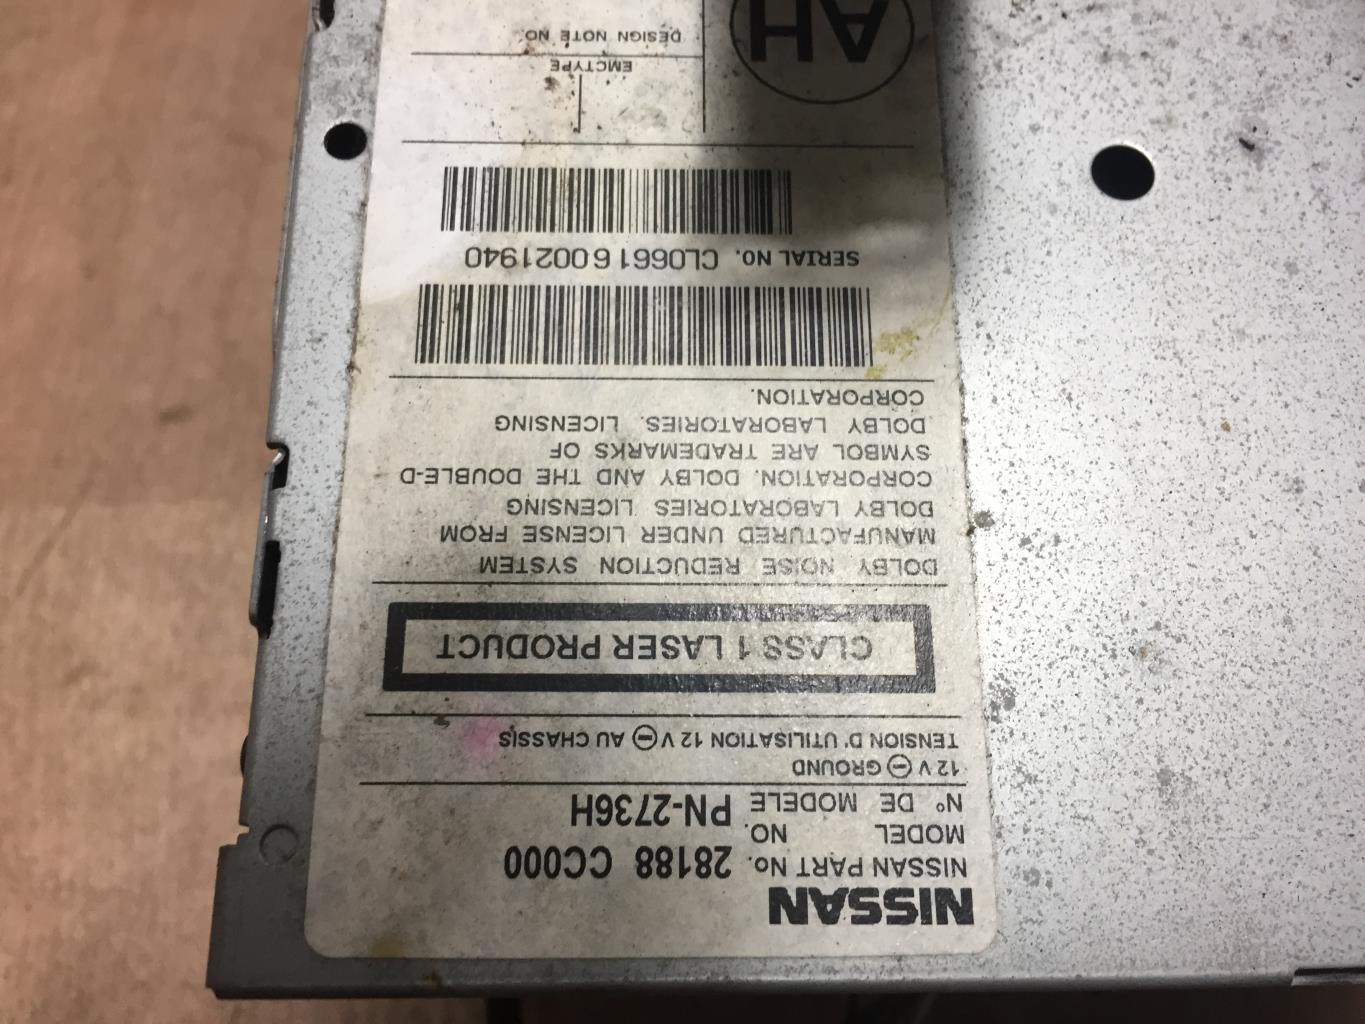 NISSAN
NISSAN PART No. 28188 CC000
MODEL NO.
N° DE MODELE PN-2736H
12 V ⊖ GROUND
TENSION D' UTILISATION 12 V ⊖ AU CHASSIS
CLASS 1 LASER PRODUCT
DOLBY NOISE REDUCTION SYSTEM
MANUFACTURED UNDER LICENSE FROM
DOLBY LABORATORIES LICENSING
CORPORATION. DOLBY AND THE DOUBLE-D
SYMBOL ARE TRADEMARKS OF
DOLBY LABORATORIES. LICENSING
CORPORATION.
SERIAL NO. CL066160021940
AH
EMCTYPE
DESIGN NOTE NO.